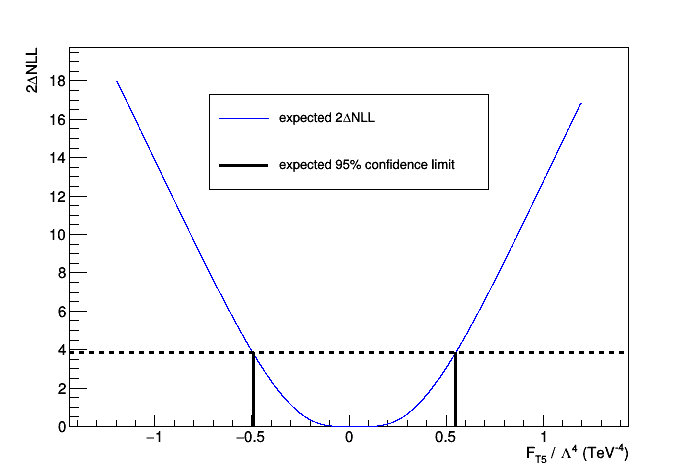 2ΔNLL
18
16
14
12
10
8
6
4
2
0
expected 2ΔNLL
expected 95% confidence limit
−1 −0.5 0 0.5 1
F_T5 / Λ^4 (TeV^-4)